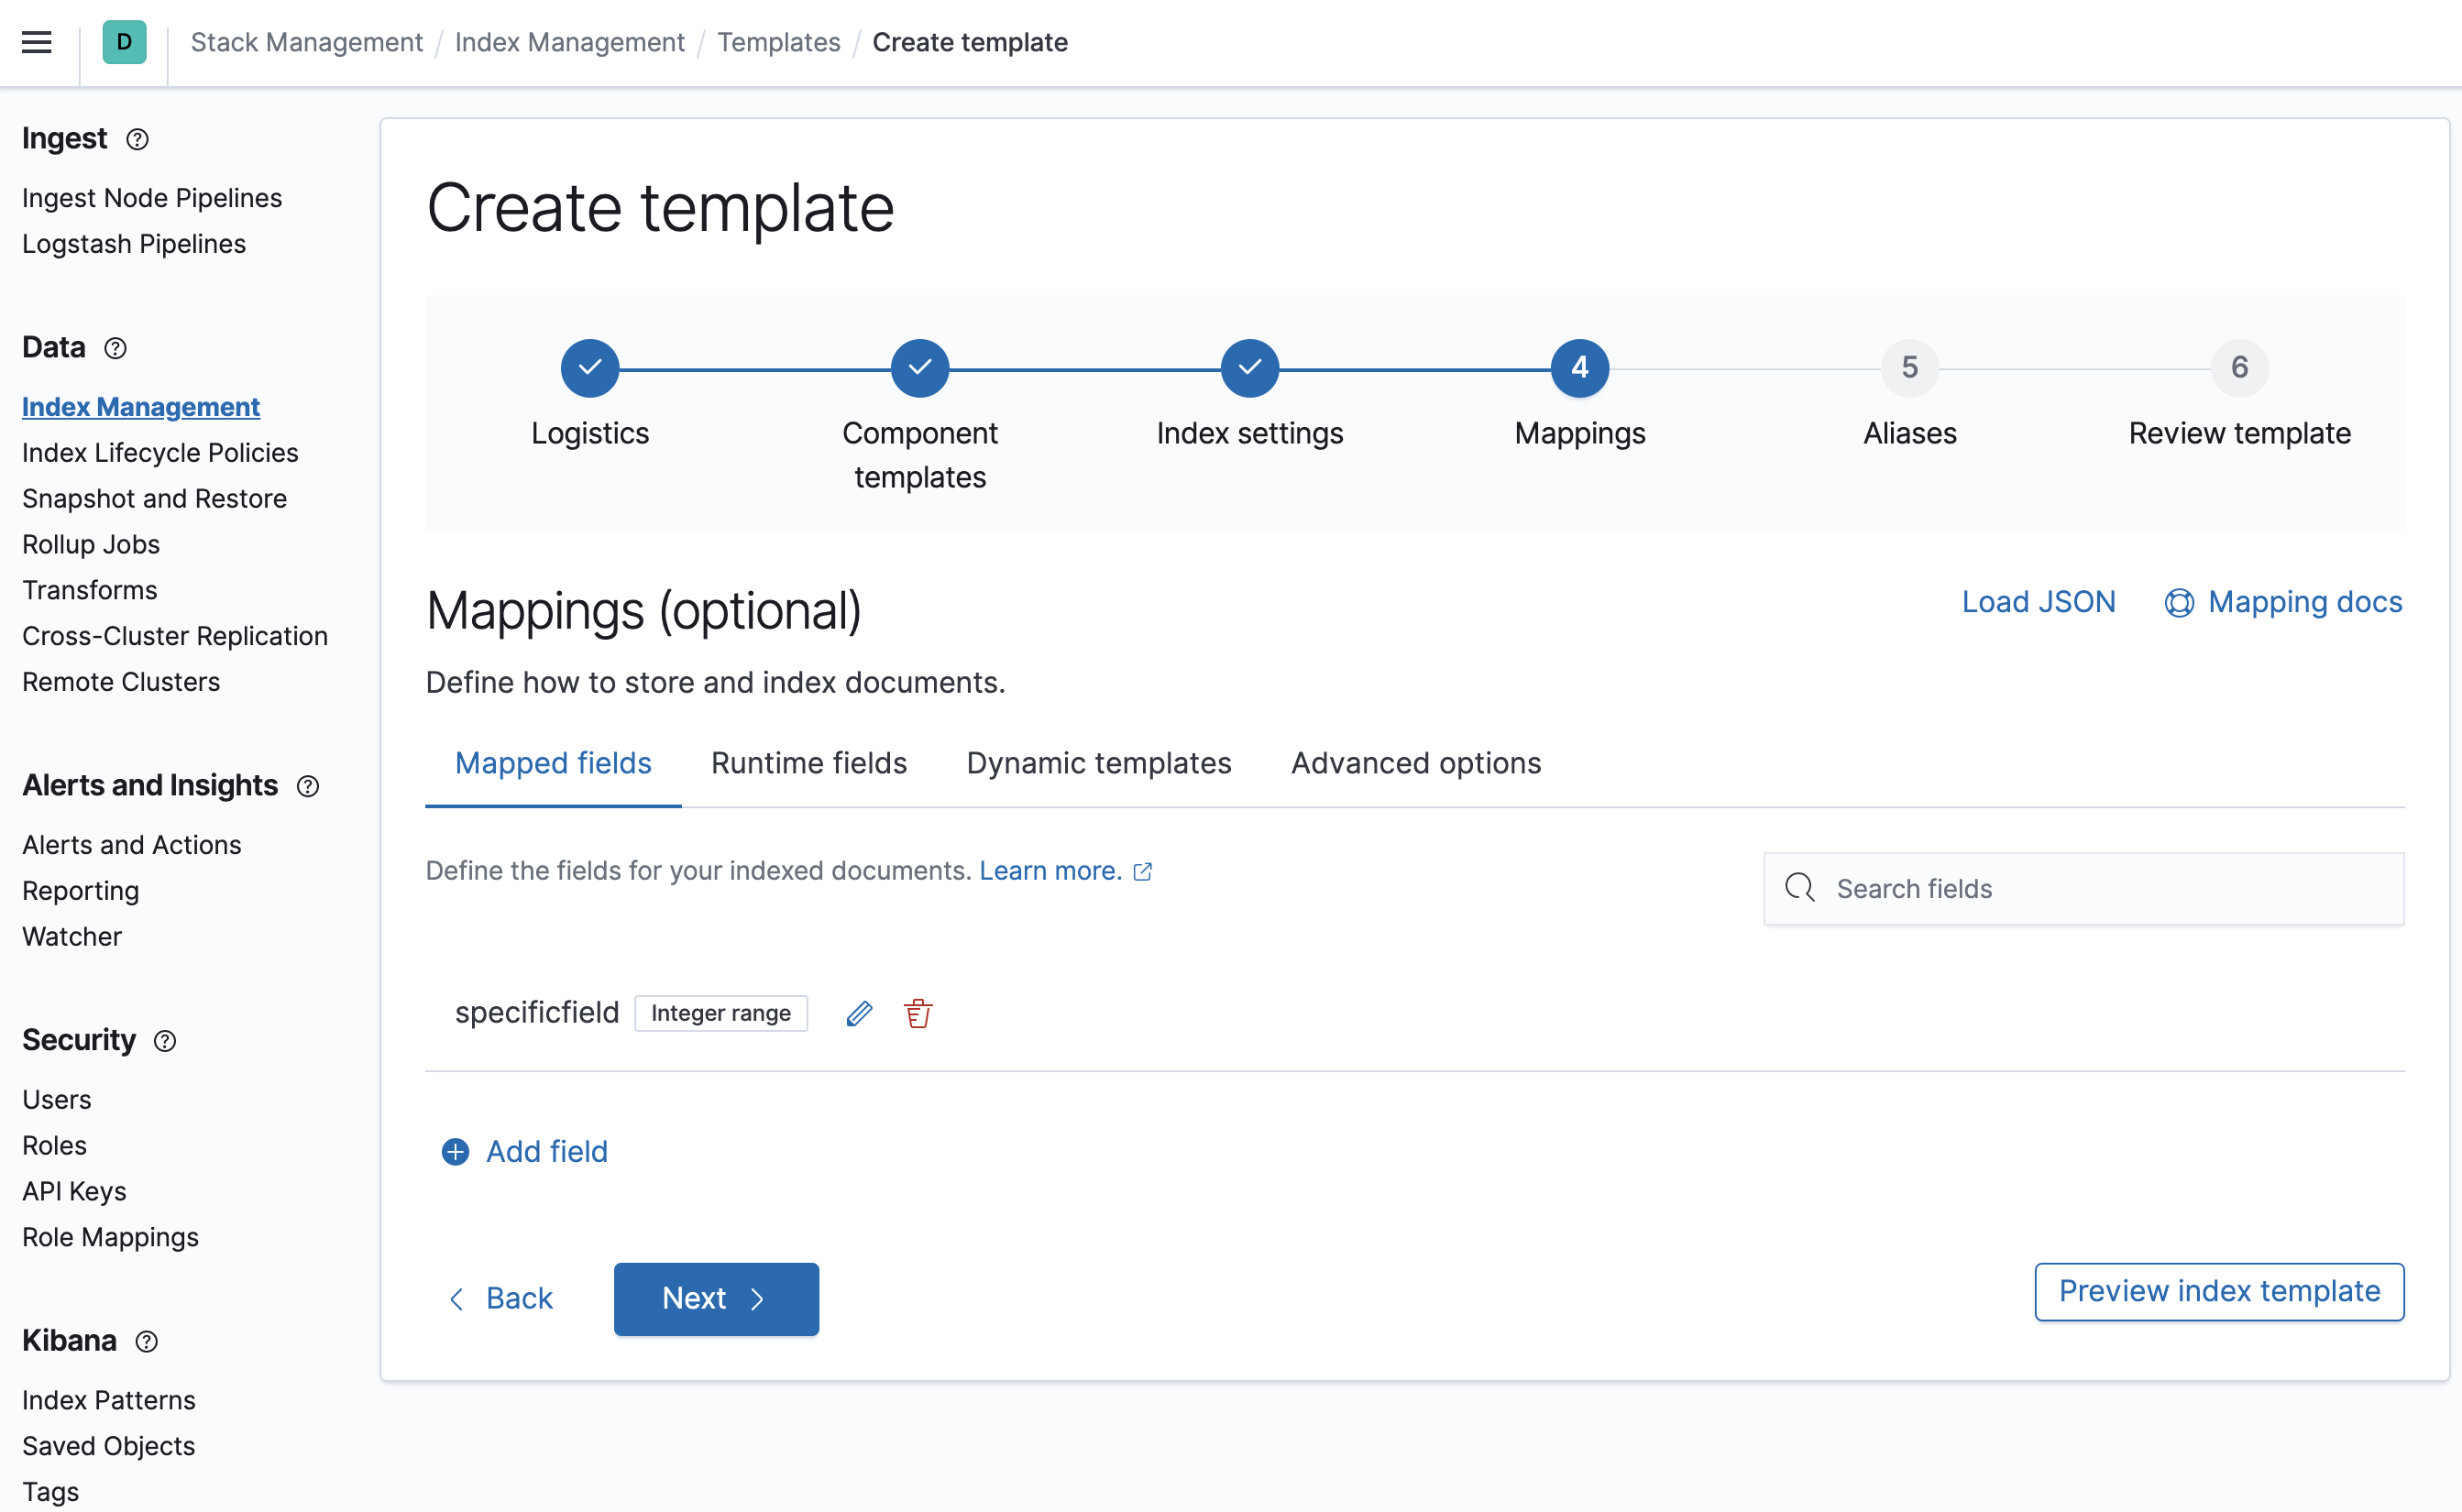 D Stack Management / Index Management / Templates / Create template
Ingest
Ingest Node Pipelines
Logstash Pipelines
Data
Index Management
Index Lifecycle Policies
Snapshot and Restore
Rollup Jobs
Transforms
Cross-Cluster Replication
Remote Clusters
Alerts and Insights
Alerts and Actions
Reporting
Watcher
Security
Users
Roles
API Keys
Role Mappings
Kibana
Index Patterns
Saved Objects
Tags
Create template
4 5 6
Logistics Component templates Index settings Mappings Aliases Review template
Mappings (optional)
Load JSON Mapping docs
Define how to store and index documents.
Mapped fields Runtime fields Dynamic templates Advanced options
Define the fields for your indexed documents. Learn more.
Search fields
specificfield Integer range
Add field
Back Next Preview index template